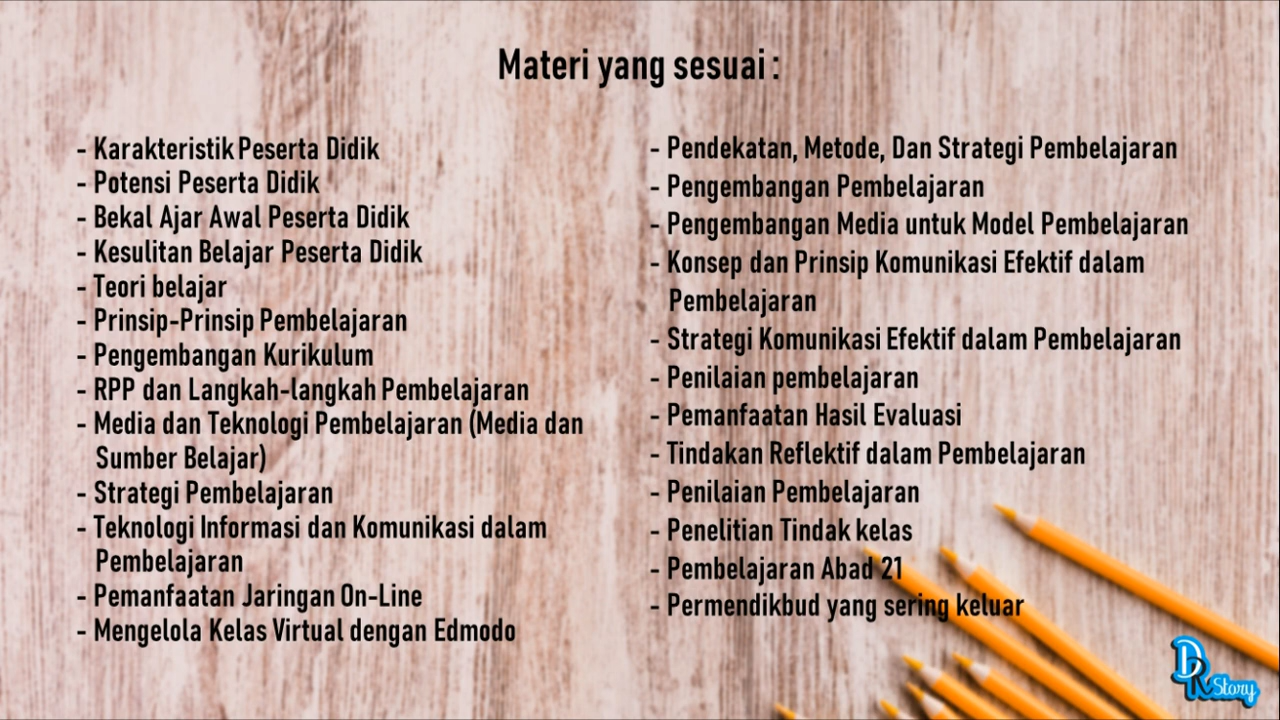 Materi yang sesuai :
- Karakteristik Peserta Didik
- Potensi Peserta Didik
- Bekal Ajar Awal Peserta Didik
- Kesulitan Belajar Peserta Didik
- Teori belajar
- Prinsip-Prinsip Pembelajaran
- Pengembangan Kurikulum
- RPP dan Langkah-langkah Pembelajaran
- Media dan Teknologi Pembelajaran (Media dan
Sumber Belajar)
- Strategi Pembelajaran
- Teknologi Informasi dan Komunikasi dalam
Pembelajaran
- Pemanfaatan Jaringan On-Line
- Mengelola Kelas Virtual dengan Edmodo
- Pendekatan, Metode, Dan Strategi Pembelajaran
- Pengembangan Pembelajaran
- Pengembangan Media untuk Model Pembelajaran
- Konsep dan Prinsip Komunikasi Efektif dalam
Pembelajaran
- Strategi Komunikasi Efektif dalam Pembelajaran
- Penilaian pembelajaran
- Pemanfaatan Hasil Evaluasi
- Tindakan Reflektif dalam Pembelajaran
- Penilaian Pembelajaran
- Penelitian Tindak kelas
- Pembelajaran Abad 21
- Permendikbud yang sering keluar
DR Story